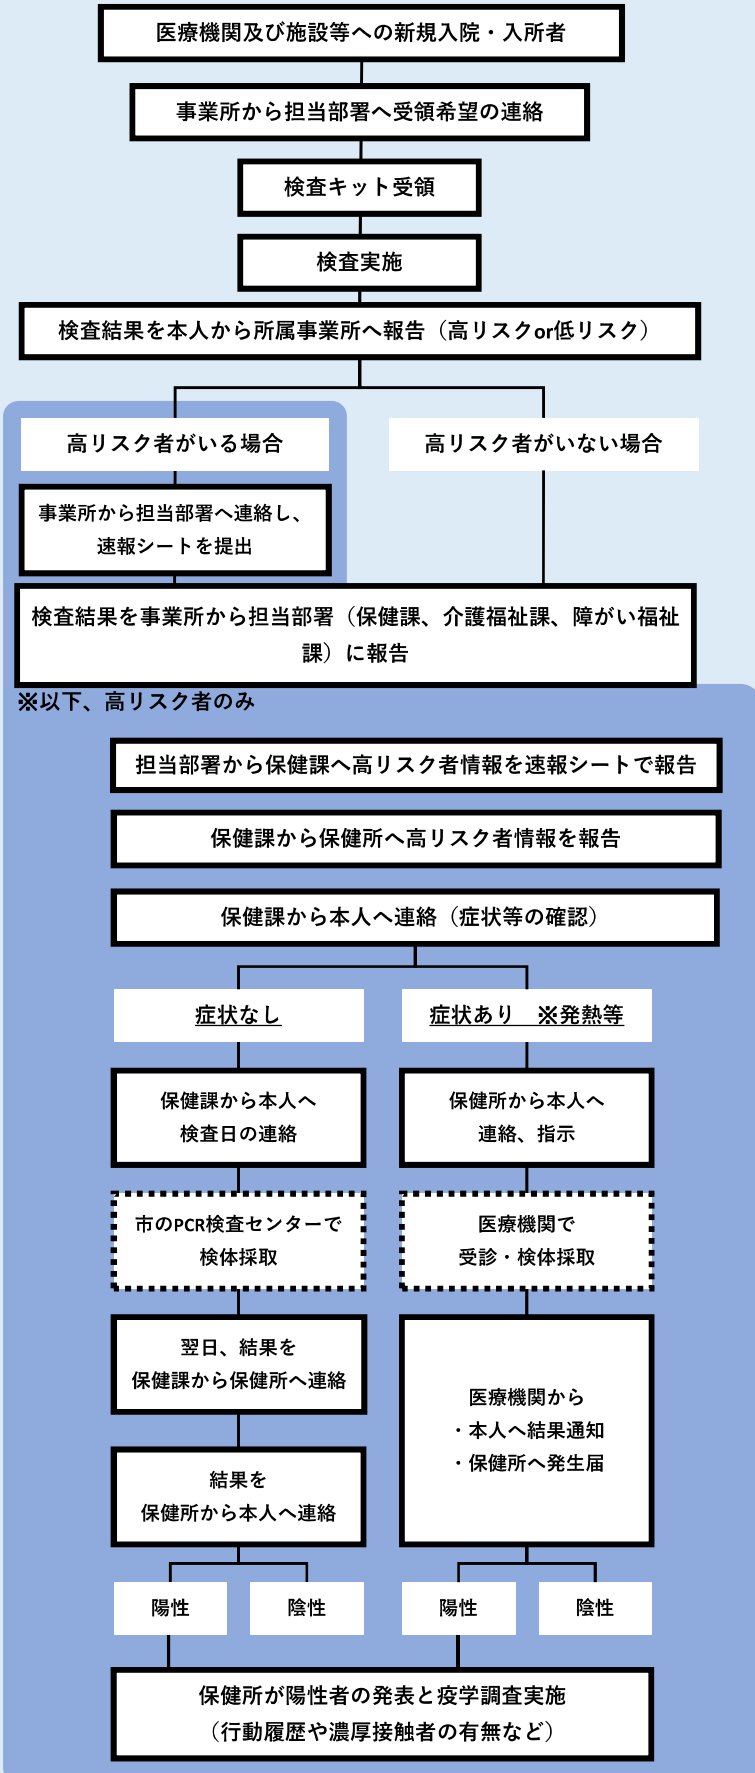 医療機関及び施設等への新規入院・入所者
事業所から担当部署へ受領希望の連絡
検査キット受領
検査実施
検査結果を本人から所属事業所へ報告（高リスクor低リスク）
高リスク者がいる場合
高リスク者がいない場合
事業所から担当部署へ連絡し、
速報シートを提出
検査結果を事業所から担当部署（保健課、介護福祉課、障がい福祉
課）に報告
※以下、高リスク者のみ
担当部署から保健課へ高リスク者情報を速報シートで報告
保健課から保健所へ高リスク者情報を報告
保健課から本人へ連絡（症状等の確認）
症状なし
症状あり　※発熱等
保健課から本人へ
検査日の連絡
保健所から本人へ
連絡、指示
市のPCR検査センターで
検体採取
医療機関で
受診・検体採取
翌日、結果を
保健課から保健所へ連絡
医療機関から
・本人へ結果通知
・保健所へ発生届
結果を
保健所から本人へ連絡
陽性
陰性
陽性
陰性
保健所が陽性者の発表と疫学調査実施
（行動履歴や濃厚接触者の有無など）